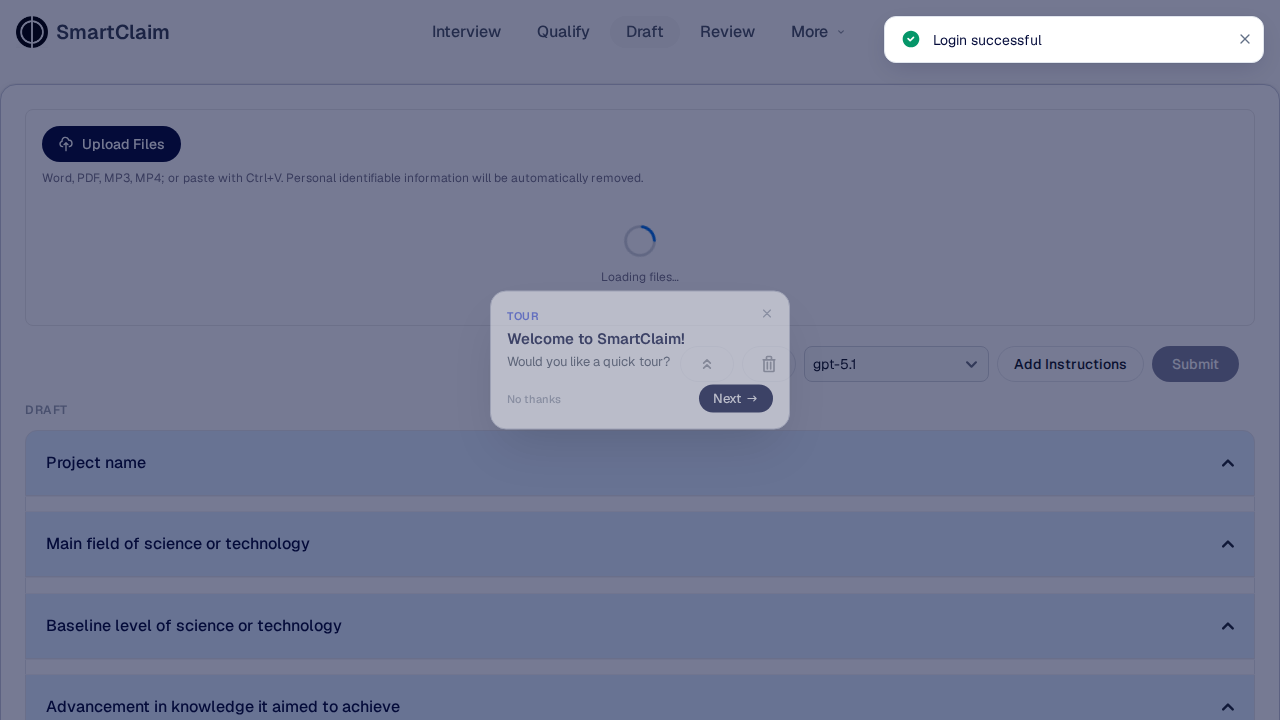 SmartClaim
Interview
Qualify
Draft
Review
More
Login successful
Upload Files
Word, PDF, MP3, MP4; or paste with Ctrl+V. Personal identifiable information will be automatically removed.
Loading files...
TOUR
Welcome to SmartClaim!
Would you like a quick tour?
No thanks
Next →
gpt-5.1
Add Instructions
Submit
DRAFT
Project name
Main field of science or technology
Baseline level of science or technology
Advancement in knowledge it aimed to achieve